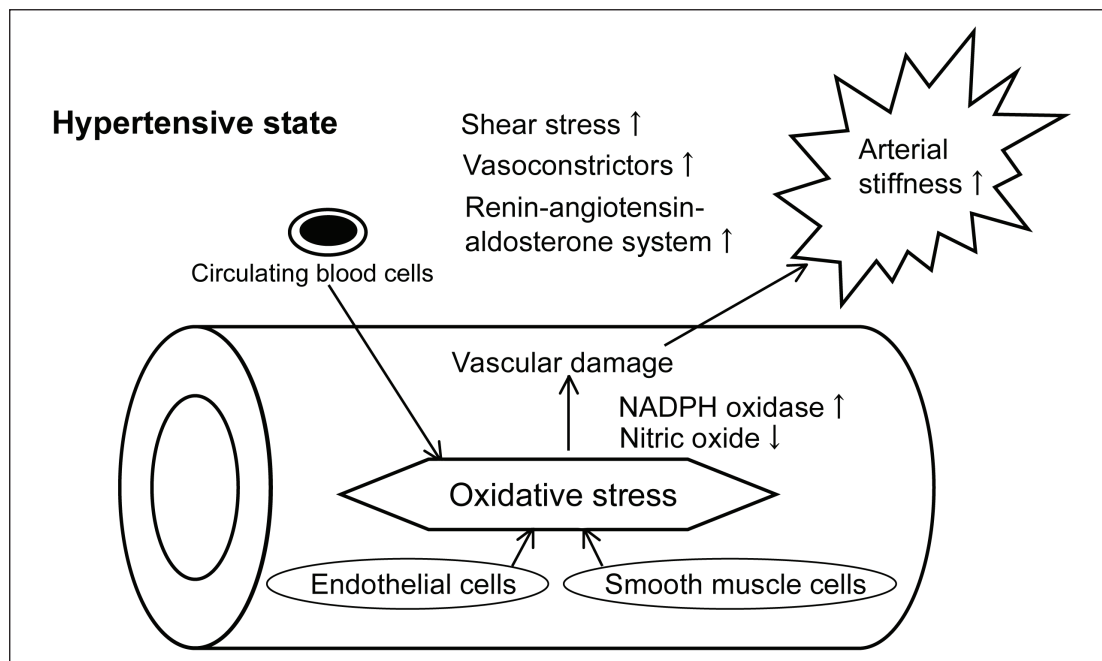 Hypertensive state
Shear stress ↑
Vasoconstrictors ↑
Renin-angiotensin-
aldosterone system ↑
Arterial
stiffness ↑
Circulating blood cells
Vascular damage
NADPH oxidase ↑
Nitric oxide ↓
Oxidative stress
Endothelial cells
Smooth muscle cells